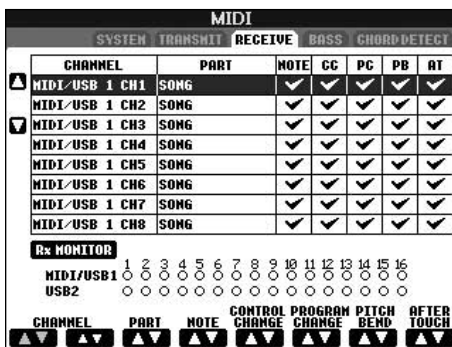 MIDI
SYSTEM TRANSMIT RECEIVE BASS CHORD DETECT
CHANNEL PART NOTE CC PC PB AT
MIDI/USB 1 CH1 SONG
MIDI/USB 1 CH2 SONG
MIDI/USB 1 CH3 SONG
MIDI/USB 1 CH4 SONG
MIDI/USB 1 CH5 SONG
MIDI/USB 1 CH6 SONG
MIDI/USB 1 CH7 SONG
MIDI/USB 1 CH8 SONG
Rx MONITOR
1 2 3 4 5 6 7 8 9 10 11 12 13 14 15 16
MIDI/USB1
USB2
CHANNEL PART NOTE CONTROL CHANGE PROGRAM CHANGE PITCH BEND AFTER TOUCH